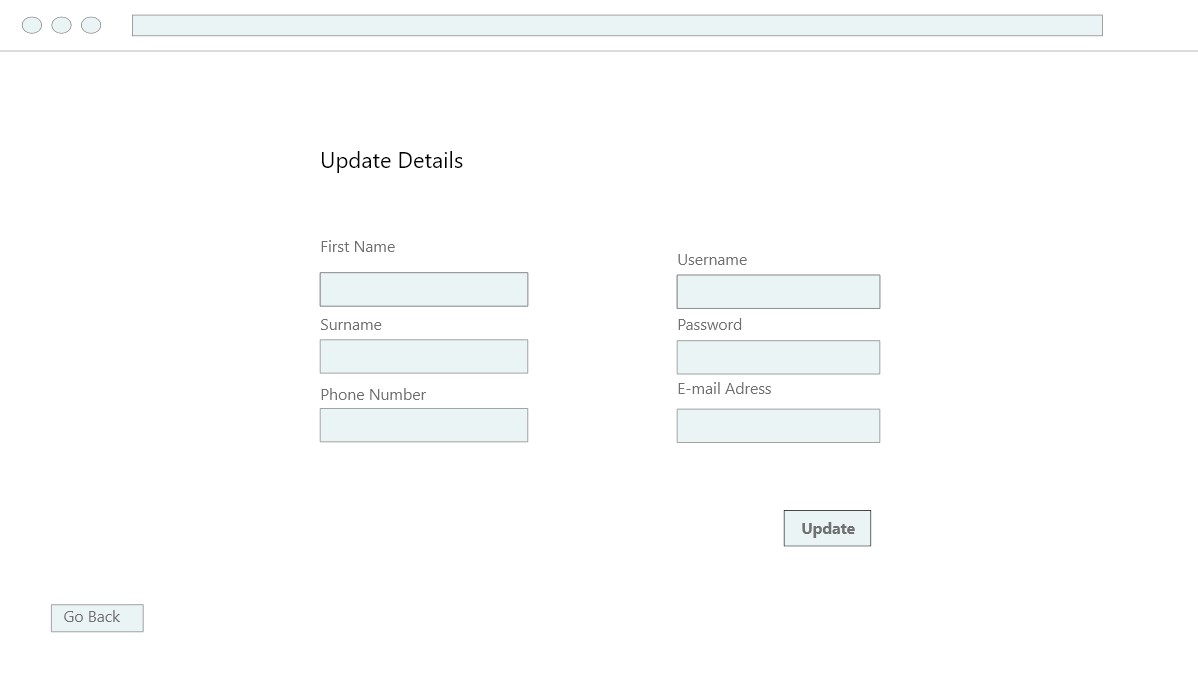 Update Details
First Name
Username
Surname
Password
Phone Number
E-mail Adress
Update
Go Back